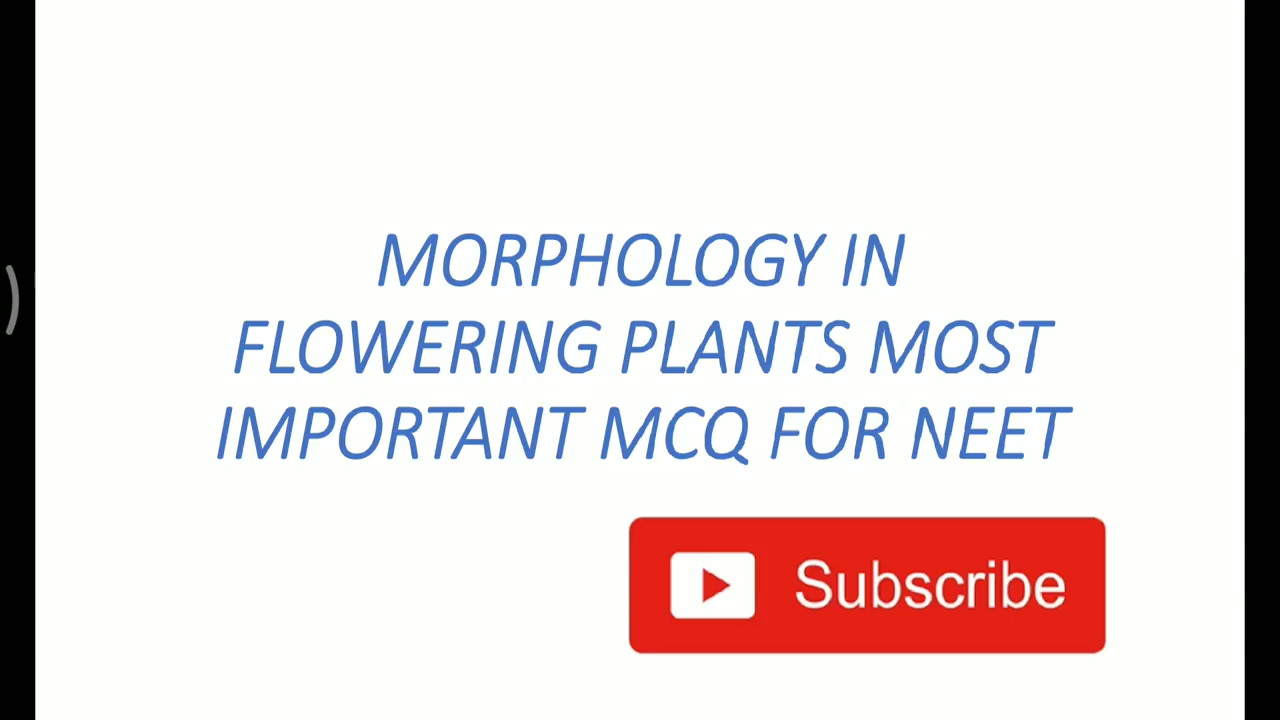 MORPHOLOGY IN
FLOWERING PLANTS MOST
IMPORTANT MCQ FOR NEET
Subscribe